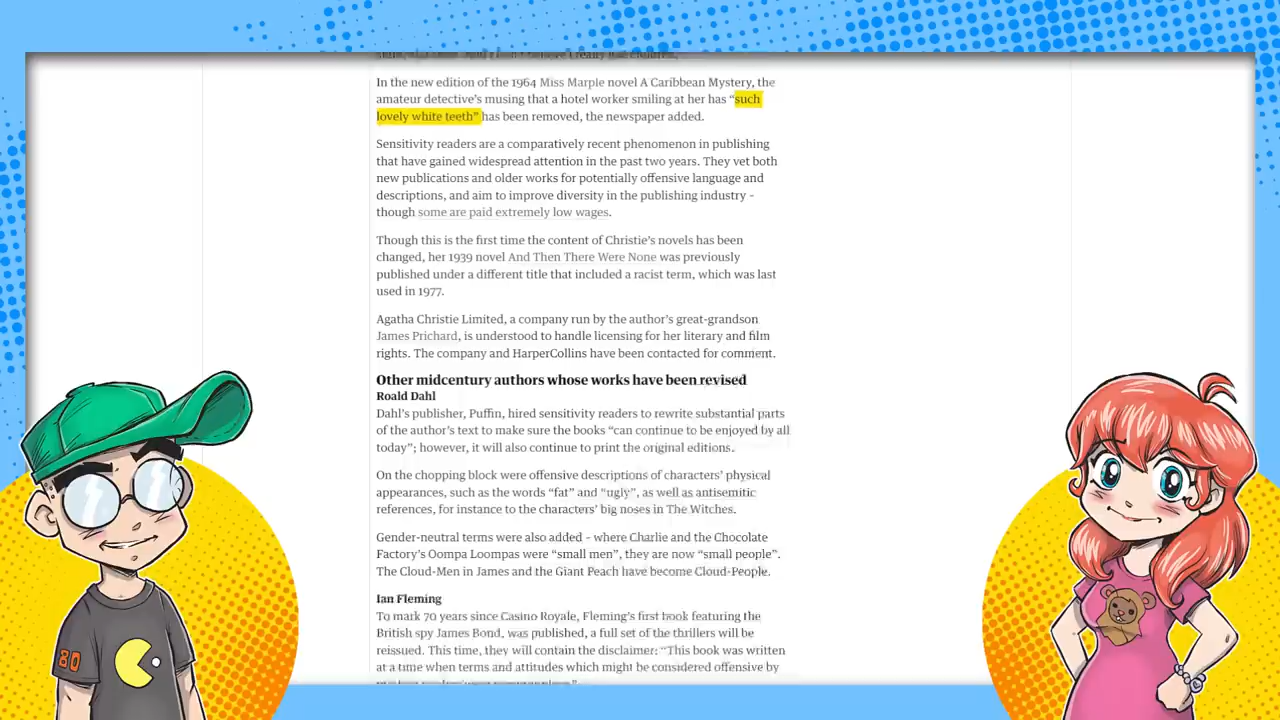 In the new edition of the 1964 Miss Marple novel A Caribbean Mystery, the
amateur detective's musing that a hotel worker smiling at her has “such
lovely white teeth” has been removed, the newspaper added.
Sensitivity readers are a comparatively recent phenomenon in publishing
that have gained widespread attention in the past two years. They vet both
new publications and older works for potentially offensive language and
descriptions, and aim to improve diversity in the publishing industry –
though some are paid extremely low wages.
Though this is the first time the content of Christie's novels has been
changed, her 1939 novel And Then There Were None was previously
published under a different title that included a racist term, which was last
used in 1977.
Agatha Christie Limited, a company run by the author's great-grandson
James Prichard, is understood to handle licensing for her literary and film
rights. The company and HarperCollins have been contacted for comment.
Other midcentury authors whose works have been revised
Roald Dahl
Dahl's publisher, Puffin, hired sensitivity readers to rewrite substantial parts
of the author's text to make sure the books “can continue to be enjoyed by all
today”; however, it will also continue to print the original editions.
On the chopping block were offensive descriptions of characters' physical
appearances, such as the words “fat” and “ugly”, as well as antisemitic
references, for instance to the characters' big noses in The Witches.
Gender-neutral terms were also added – where Charlie and the Chocolate
Factory's Oompa Loompas were “small men”, they are now “small people”.
The Cloud-Men in James and the Giant Peach have become Cloud-People.
Ian Fleming
To mark 70 years since Casino Royale, Fleming's first book featuring the
British spy James Bond, was published, a full set of the thrillers will be
reissued. This time, they will contain the disclaimer: “This book was written
at a time when terms and attitudes which might be considered offensive by
80